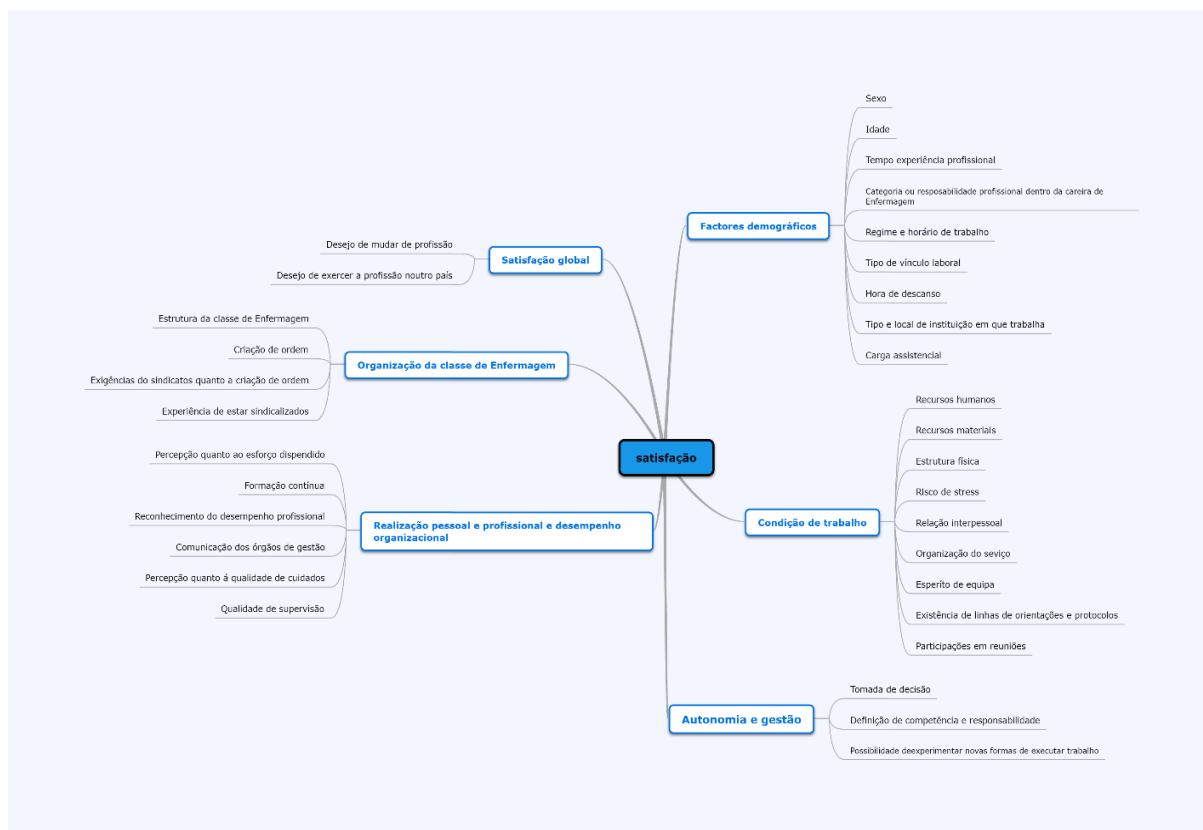 satisfação
Factores demográficos
Sexo
Idade
Tempo experiência profissional
Categoria ou resposabilidade profissional dentro da careira de
Enfermagem
Regime e horário de trabalho
Tipo de vínculo laboral
Hora de descanso
Tipo e local de instituição em que trabalha
Carga assistencial
Condição de trabalho
Recursos humanos
Recursos materiais
Estrutura física
Risco de stress
Relação interpessoal
Organização do seviço
Esperíto de equipa
Existência de linhas de orientações e protocolos
Participações em reuniões
Autonomia e gestão
Tomada de decisão
Definição de competência e responsabilidade
Possibilidade deexperimentar novas formas de executar trabalho
Satisfação global
Desejo de mudar de profissão
Desejo de exercer a profissão noutro país
Organização da classe de Enfermagem
Estrutura da classe de Enfermagem
Criação de ordem
Exigências do sindicatos quanto a criação de ordem
Experiência de estar sindicalizados
Realização pessoal e profissional e desempenho
organizacional
Percepção quanto ao esforço dispendido
Formação contínua
Reconhecimento do desempenho profissional
Comunicação dos órgãos de gestão
Percepção quanto á qualidade de cuidados
Qualidade de supervisão